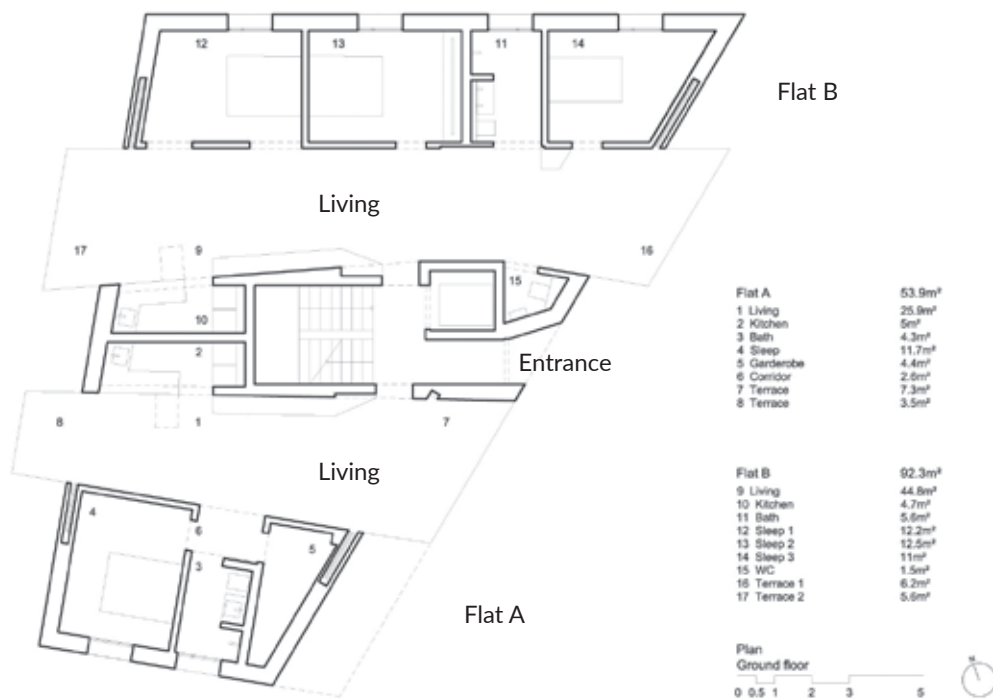 12
13
11
14
Flat B
Living
17
9
16
15
10
2
Entrance
8
1
7
Living
4
6
5
3
Flat A
Flat A 53.9m²
1 Living 25.9m²
2 Kitchen 5m²
3 Bath 4.3m²
4 Sleep 11.7m²
5 Garderobe 4.4m²
6 Corridor 2.6m²
7 Terrace 7.3m²
8 Terrace 3.5m²
Flat B 92.3m²
9 Living 44.8m²
10 Kitchen 4.7m²
11 Bath 5.6m²
12 Sleep 1 12.2m²
13 Sleep 2 12.5m²
14 Sleep 3 11m²
15 WC 1.5m²
16 Terrace 1 6.2m²
17 Terrace 2 5.6m²
Plan
Ground floor
0 0.5 1 2 3 5
N